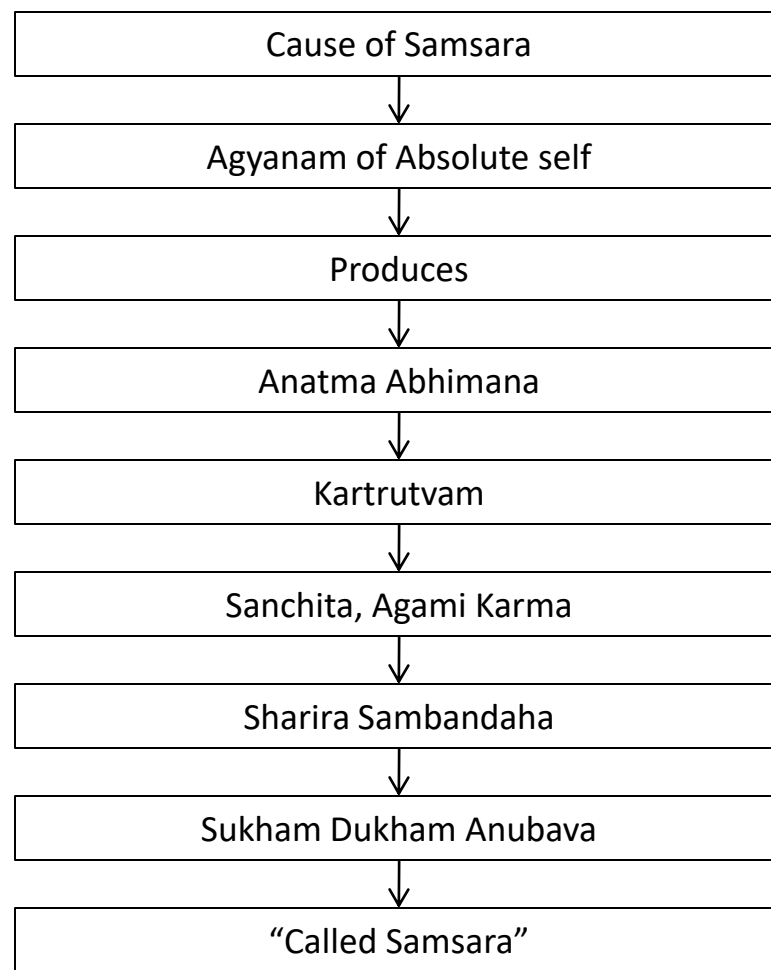 Cause of Samsara
Agyanam of Absolute self
Produces
Anatma Abhimana
Kartrutvam
Sanchita, Agami Karma
Sharira Sambandaha
Sukham Dukham Anubava
“Called Samsara”